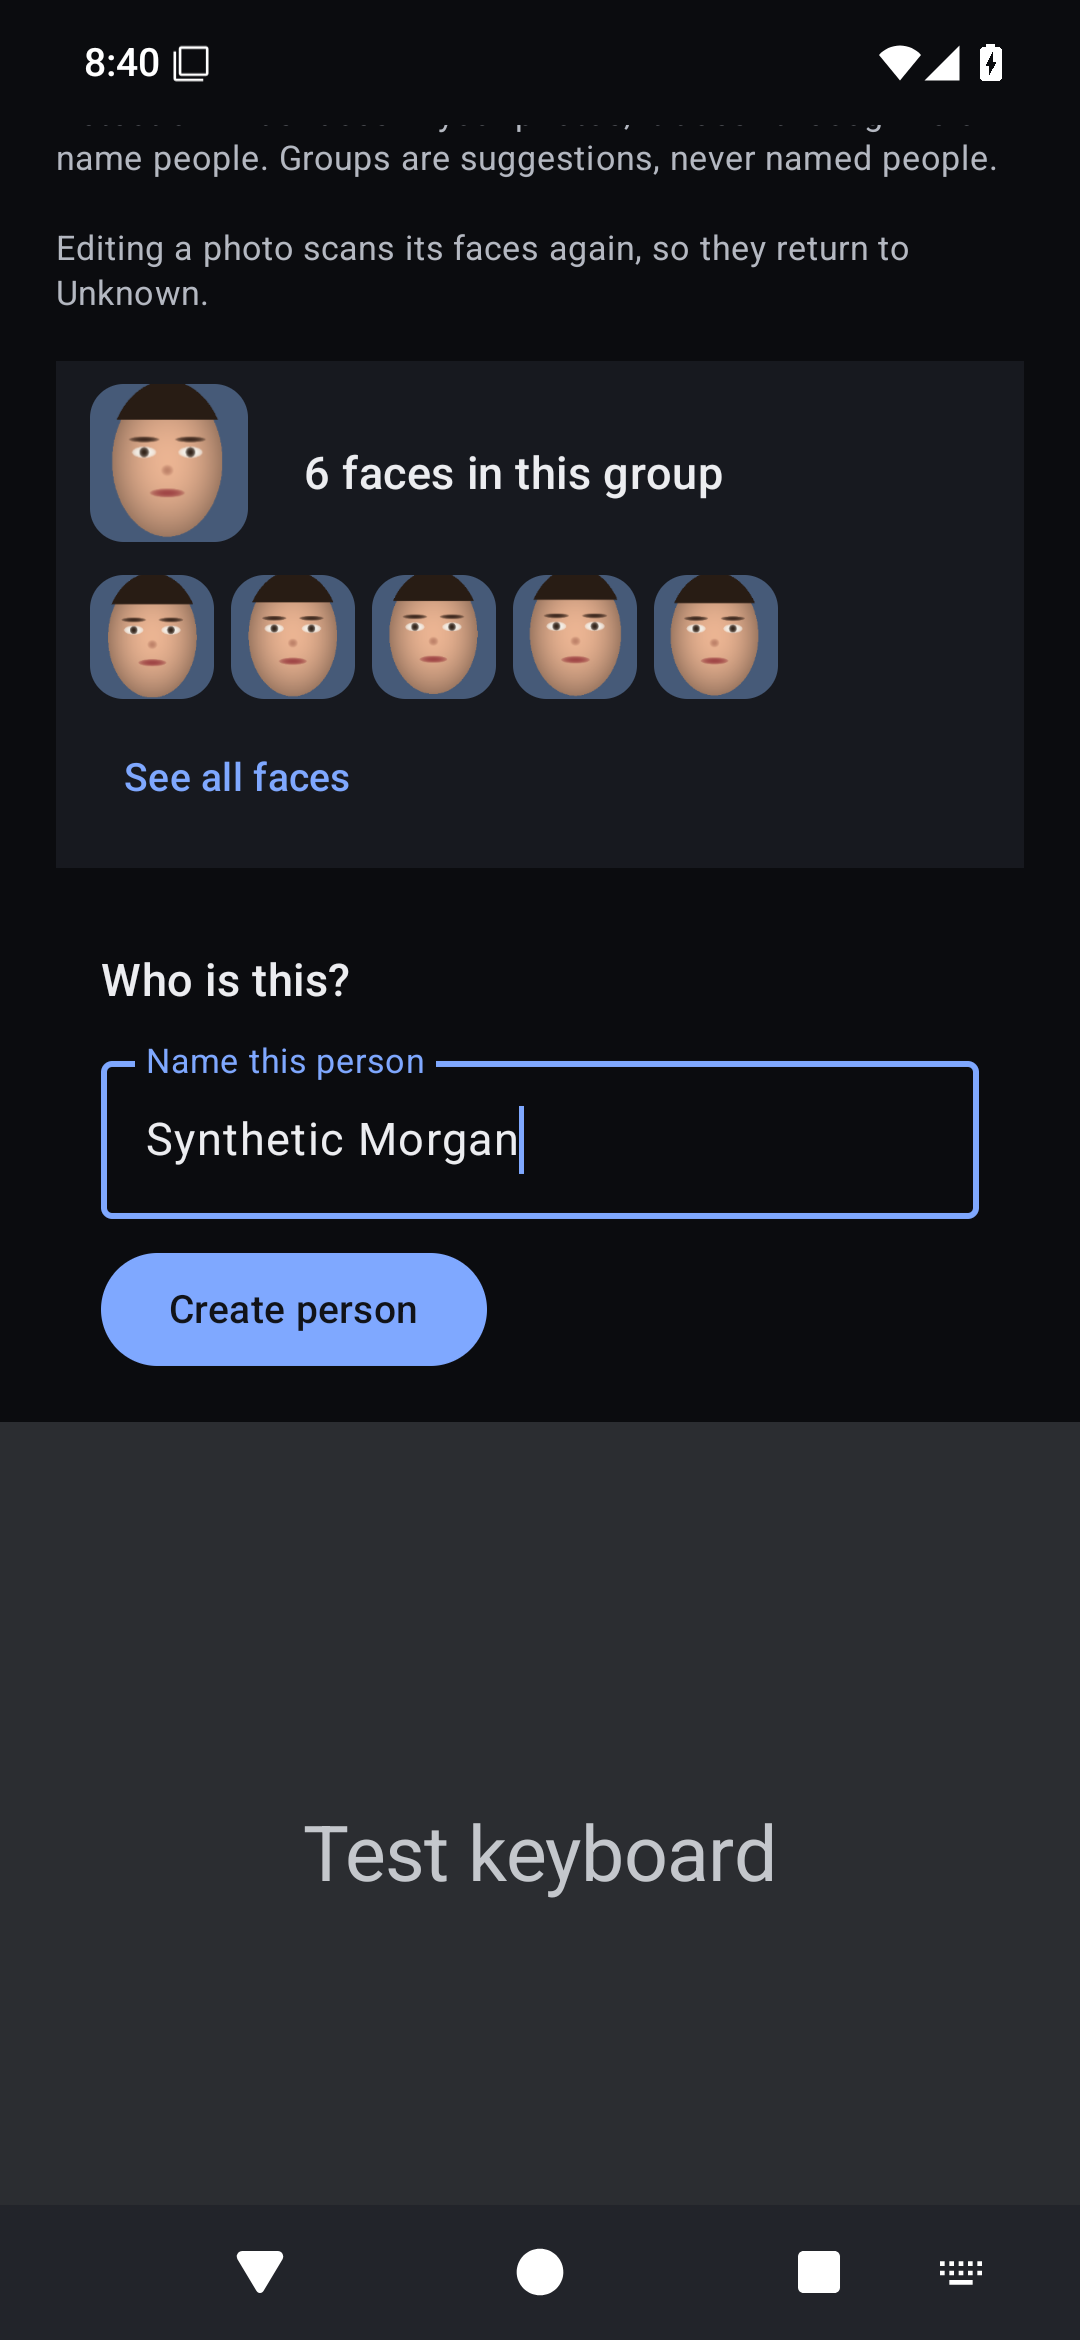 8:40
name people. Groups are suggestions, never named people.
Editing a photo scans its faces again, so they return to
Unknown.
6 faces in this group
See all faces
Who is this?
Name this person
Synthetic Morgan
Create person
Test keyboard